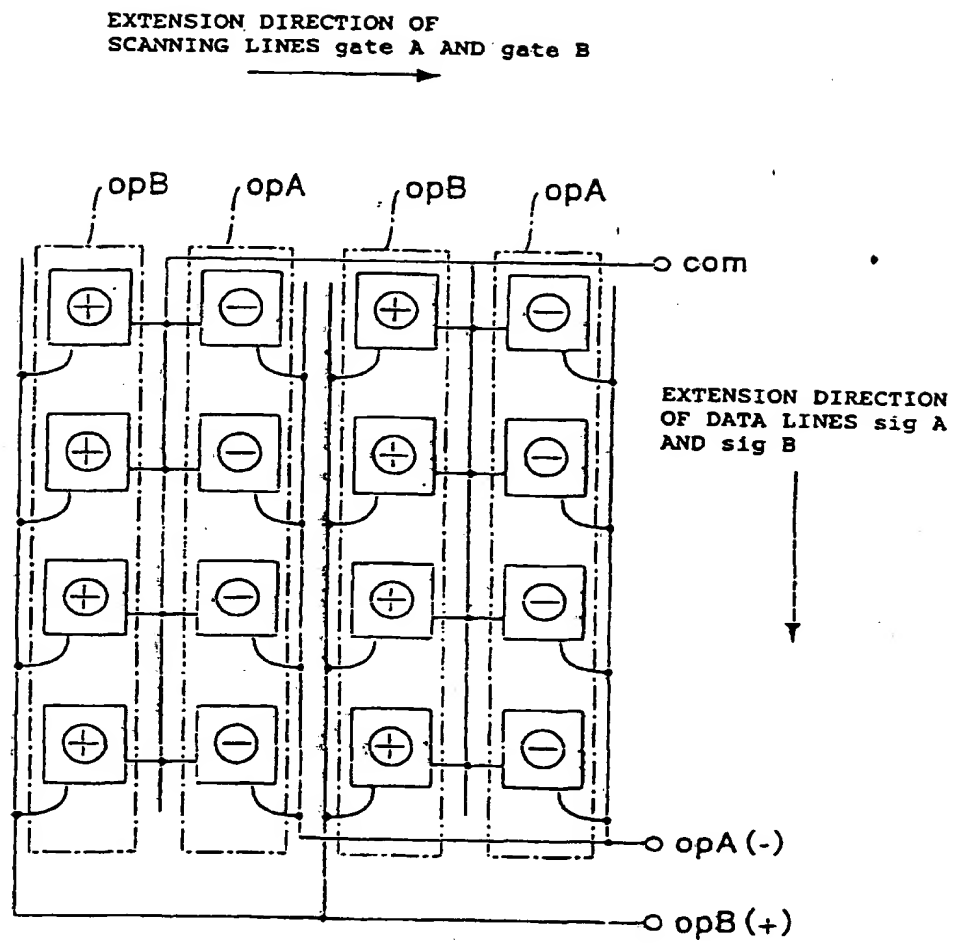 EXTENSION DIRECTION OF
SCANNING LINES gate A AND gate B
opB
opA
opB
opA
com
EXTENSION DIRECTION
OF DATA LINES sig A
AND sig B
opA (-)
opB (+)